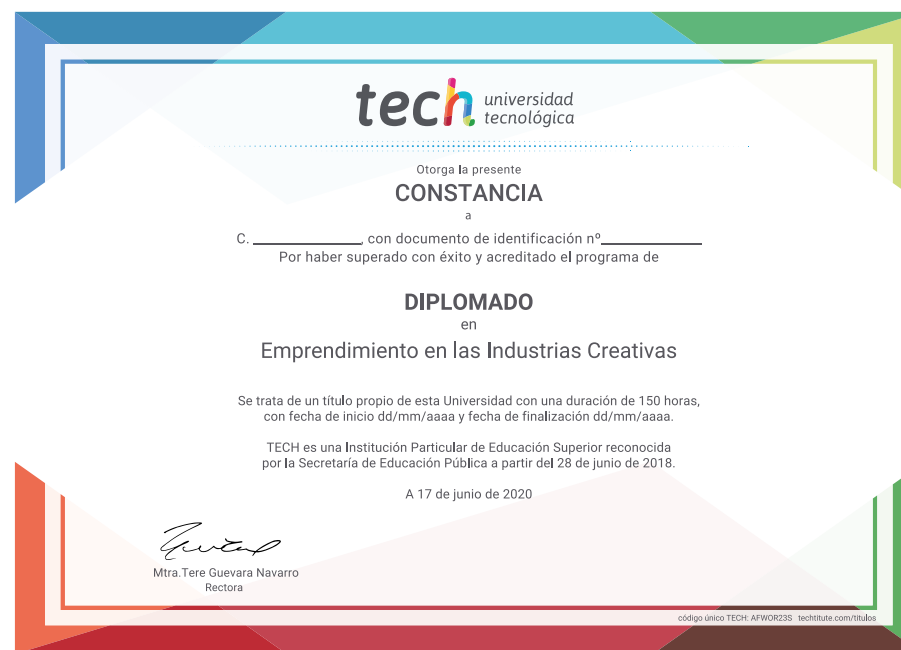 tech universidad
tecnológica
Otorga la presente
CONSTANCIA
a
C. ______________, con documento de identificación nº_____________
Por haber superado con éxito y acreditado el programa de
DIPLOMADO
en
Emprendimiento en las Industrias Creativas
Se trata de un título propio de esta Universidad con una duración de 150 horas,
con fecha de inicio dd/mm/aaaa y fecha de finalización dd/mm/aaaa.
TECH es una Institución Particular de Educación Superior reconocida
por la Secretaría de Educación Pública a partir del 28 de junio de 2018.
A 17 de junio de 2020
Mtra.Tere Guevara Navarro
Rectora
código único TECH: AFWOR23S techtitute.com/titulos